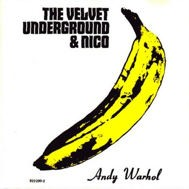 THE VELVET
UNDERGROUND
& NICO
Andy Warhol